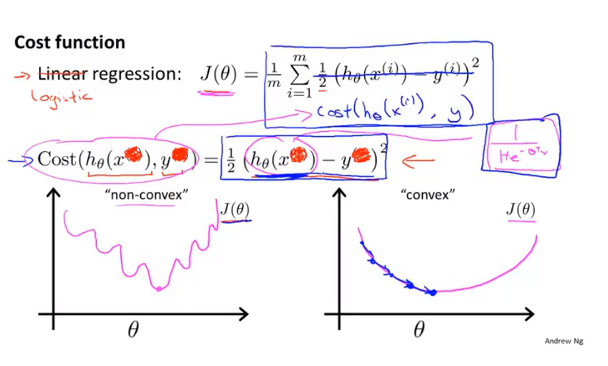 Cost function
→ Linear regression: J(θ) = 1/m Σ_{i=1}^{m} 1/2 (h_θ(x^{(i)}) − y^{(i)})²
logistic
cost(h_θ(x^{(i)}), y)
→ Cost(h_θ(x), y) = 1/2 (h_θ(x) − y)² ←
1/1+e^{-θᵀx}
"non-convex" "convex"
J(θ) J(θ)
θ θ
Andrew Ng